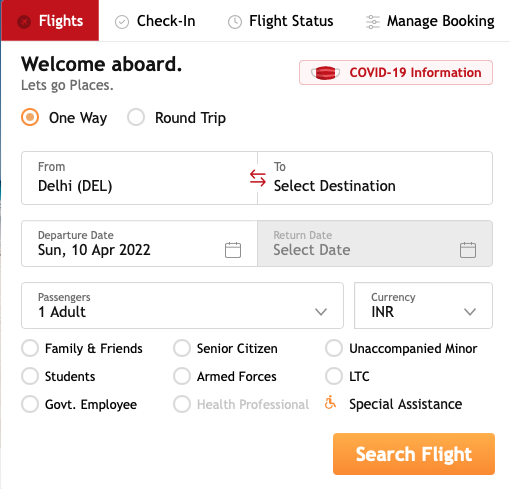 Flights Check-In Flight Status Manage Booking
Welcome aboard.
COVID-19 Information
Lets go Places.
One Way Round Trip
From To
Delhi (DEL) Select Destination
Departure Date Return Date
Sun, 10 Apr 2022 Select Date
Passengers Currency
1 Adult INR
Family & Friends Senior Citizen Unaccompanied Minor
Students Armed Forces LTC
Govt. Employee Health Professional Special Assistance
Search Flight